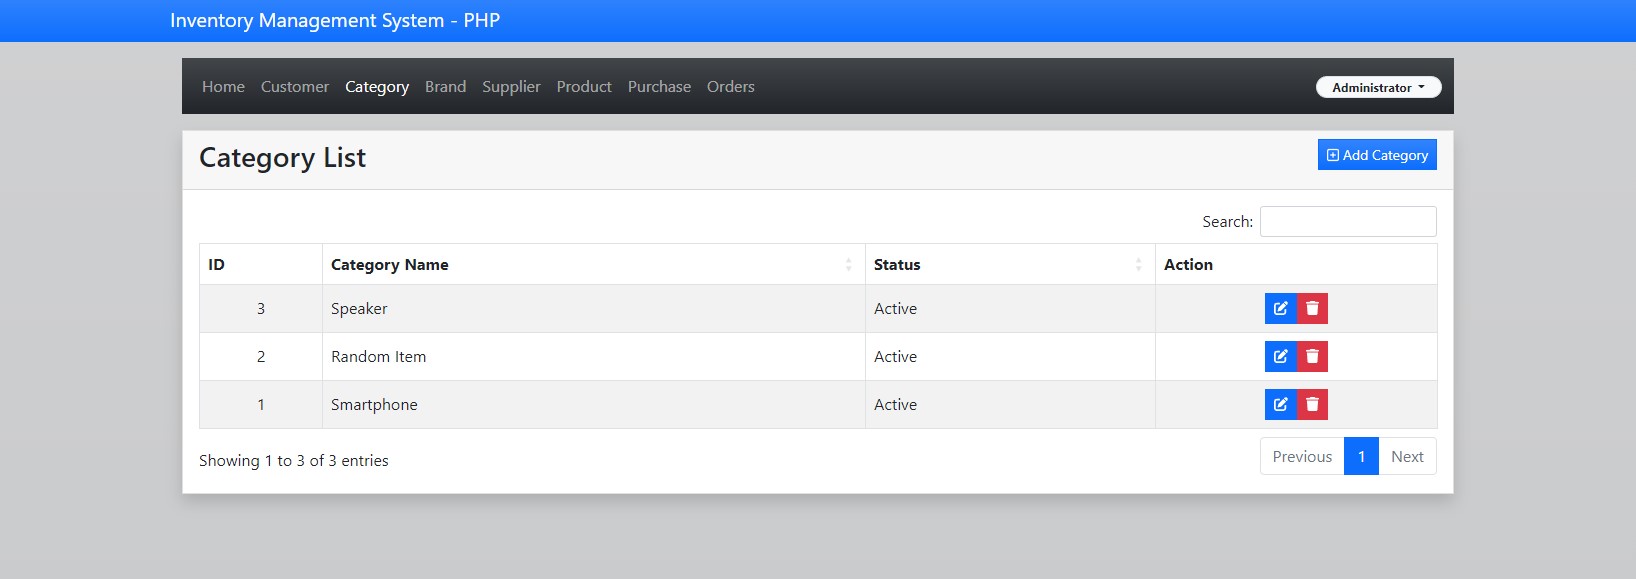 Inventory Management System - PHP
Home Customer Category Brand Supplier Product Purchase Orders Administrator
Category List Add Category
Search:
ID Category Name Status Action
3 Speaker Active
2 Random Item Active
1 Smartphone Active
Showing 1 to 3 of 3 entries Previous 1 Next